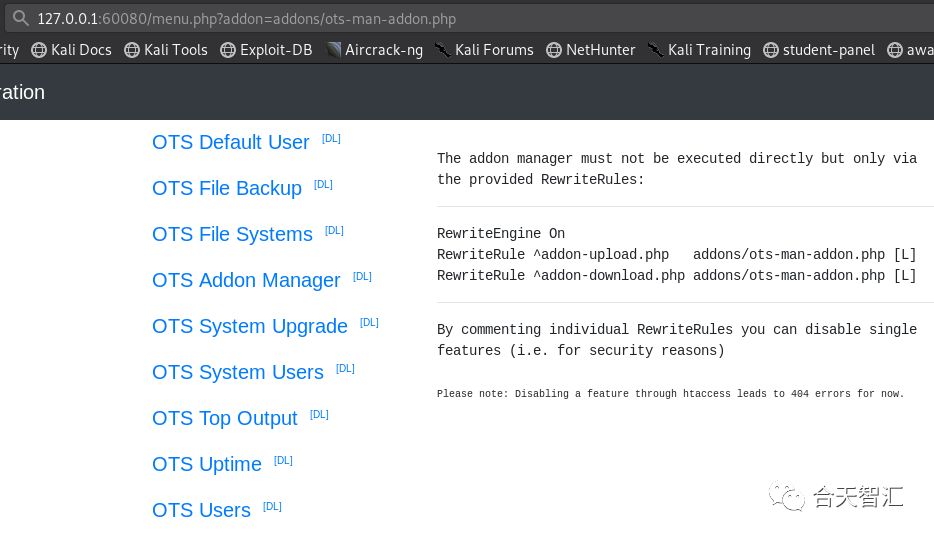 127.0.0.1:60080/menu.php?addon=addons/ots-man-addon.php
rity Kali Docs Kali Tools Exploit-DB Aircrack-ng Kali Forums NetHunter Kali Training student-panel awa
ration
OTS Default User [DL]
OTS File Backup [DL]
OTS File Systems [DL]
OTS Addon Manager [DL]
OTS System Upgrade [DL]
OTS System Users [DL]
OTS Top Output [DL]
OTS Uptime [DL]
OTS Users [DL]
The addon manager must not be executed directly but only via
the provided RewriteRules:
RewriteEngine On
RewriteRule ^addon-upload.php   addons/ots-man-addon.php [L]
RewriteRule ^addon-download.php addons/ots-man-addon.php [L]
By commenting individual RewriteRules you can disable single
features (i.e. for security reasons)
Please note: Disabling a feature through htaccess leads to 404 errors for now.
合天智汇